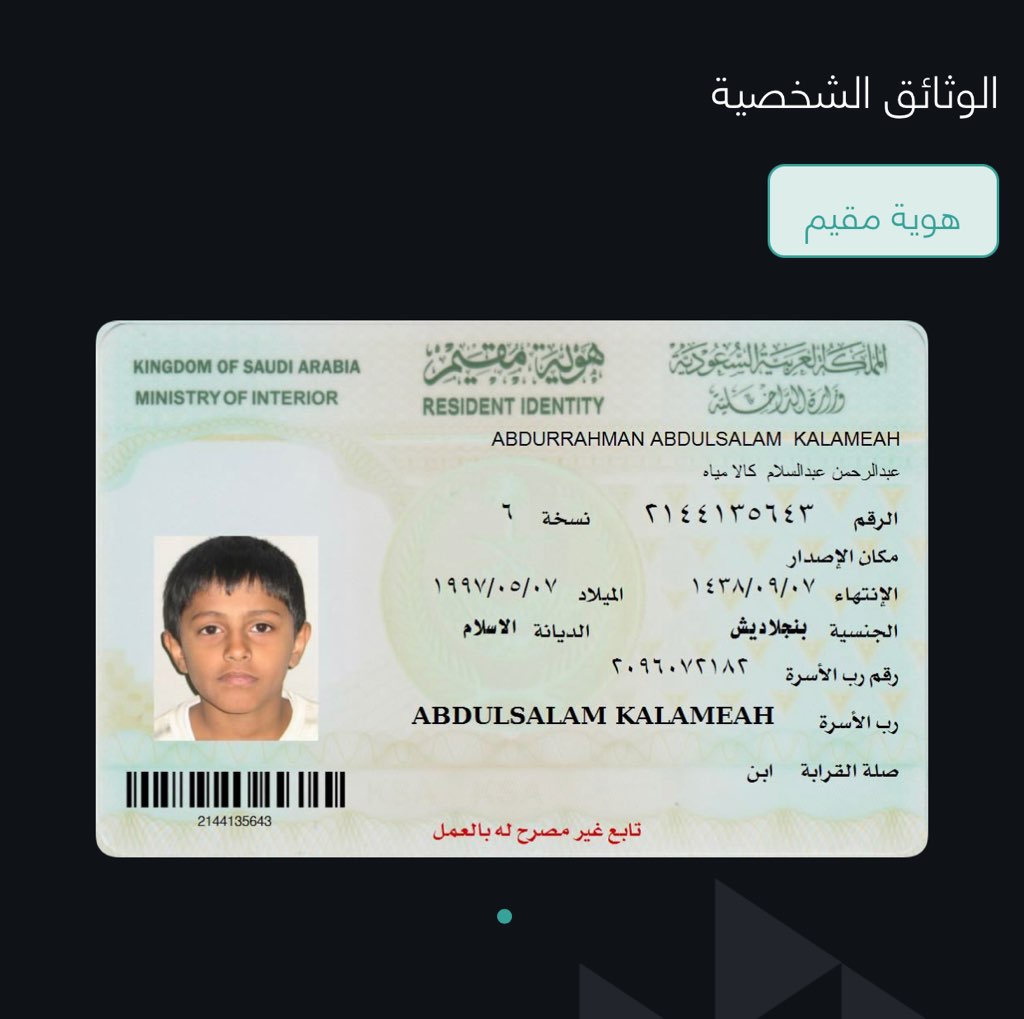 الوثائق الشخصية
هوية مقيم
المملكة العربية السعودية هوية مقيم KINGDOM OF SAUDI ARABIA
وزارة الداخلية RESIDENT IDENTITY MINISTRY OF INTERIOR
ABDURRAHMAN ABDULSALAM KALAMEAH
عبدالرحمن عبدالسلام كالا مياه
الرقم ٢١٤٤١٣٥٦٤٣ نسخة ٦
مكان الإصدار
الإنتهاء ١٤٣٨/٠٩/٠٧ الميلاد ١٩٩٧/٠٥/٠٧
الجنسية بنجلاديش الديانة الاسلام
رقم رب الأسرة ٢٠٩٦٠٧٢١٨٢
رب الأسرة ABDULSALAM KALAMEAH
صلة القرابة ابن
2144135643
تابع غير مصرح له بالعمل